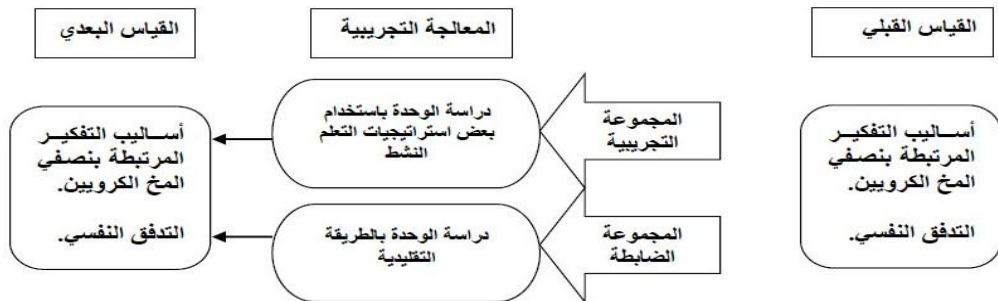 القياس القبلي
المعالجة التجريبية
القياس البعدي
أساليب التفكير
المرتبطة بنصفي
المخ الكرويين.
التدفق النفسي.
المجموعة
التجريبية
المجموعة
الضابطة
دراسة الوحدة باستخدام
بعض استراتيجيات التعلم
النشط
دراسة الوحدة بالطريقة
التقليدية
أساليب التفكير
المرتبطة بنصفي
المخ الكرويين.
التدفق النفسي.